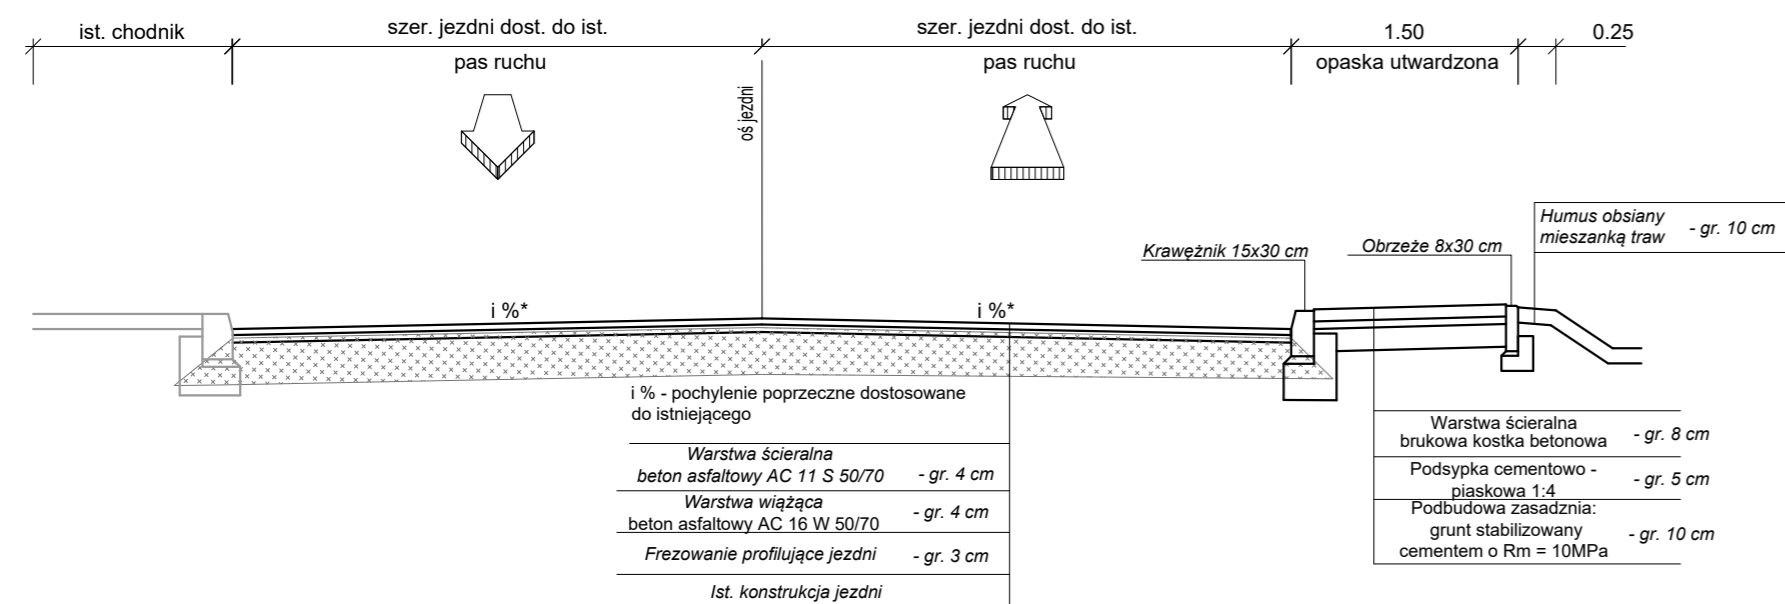 ist. chodnik
szer. jezdni dost. do ist.
szer. jezdni dost. do ist.
1.50
0.25
pas ruchu
pas ruchu
opaska utwardzona
oś jezdni
Humus obsiany
mieszanką traw
- gr. 10 cm
Krawężnik 15x30 cm
Obrzeże 8x30 cm
i %*
i %*
i % - pochylenie poprzeczne dostosowane
do istniejącego
Warstwa ścieralna
beton asfaltowy AC 11 S 50/70
- gr. 4 cm
Warstwa wiążąca
beton asfaltowy AC 16 W 50/70
- gr. 4 cm
Frezowanie profilujące jezdni
- gr. 3 cm
Ist. konstrukcja jezdni
Warstwa ścieralna
brukowa kostka betonowa
- gr. 8 cm
Podsypka cementowo -
piaskowa 1:4
- gr. 5 cm
Podbudowa zasadznia:
grunt stabilizowany
cementem o Rm = 10MPa
- gr. 10 cm